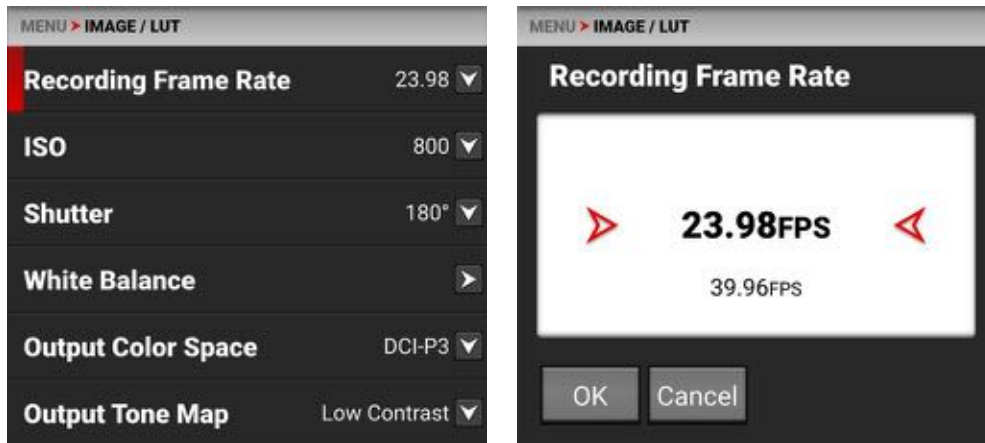 MENU > IMAGE / LUT
Recording Frame Rate 23.98
ISO 800
Shutter 180°
White Balance
Output Color Space DCI-P3
Output Tone Map Low Contrast
MENU > IMAGE / LUT
Recording Frame Rate
23.98FPS
39.96FPS
OK Cancel